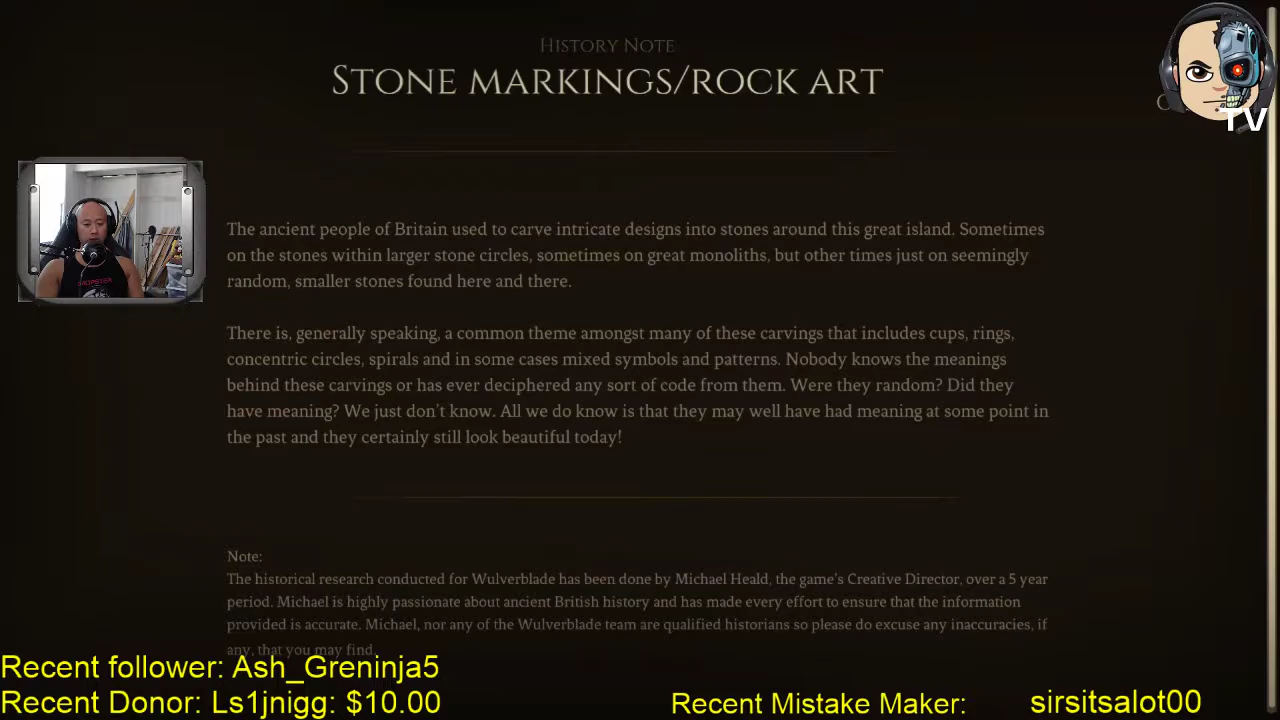 History Note
Stone markings/rock art
TV
The ancient people of Britain used to carve intricate designs into stones around this great island. Sometimes
on the stones within larger stone circles, sometimes on great monoliths, but other times just on seemingly
random, smaller stones found here and there.
There is, generally speaking, a common theme amongst many of these carvings that includes cups, rings,
concentric circles, spirals and in some cases mixed symbols and patterns. Nobody knows the meanings
behind these carvings or has ever deciphered any sort of code from them. Were they random? Did they
have meaning? We just don't know. All we do know is that they may well have had meaning at some point in
the past and they certainly still look beautiful today!
Note:
The historical research conducted for Wulverblade has been done by Michael Heald, the game's Creative Director, over a 5 year
period. Michael is highly passionate about ancient British history and has made every effort to ensure that the information
provided is accurate. Michael, nor any of the Wulverblade team are qualified historians so please do excuse any inaccuracies, if
any, that you may find.
Recent follower: Ash_Greninja5
Recent Donor: Ls1jnigg: $10.00
Recent Mistake Maker: sirsitsalot00